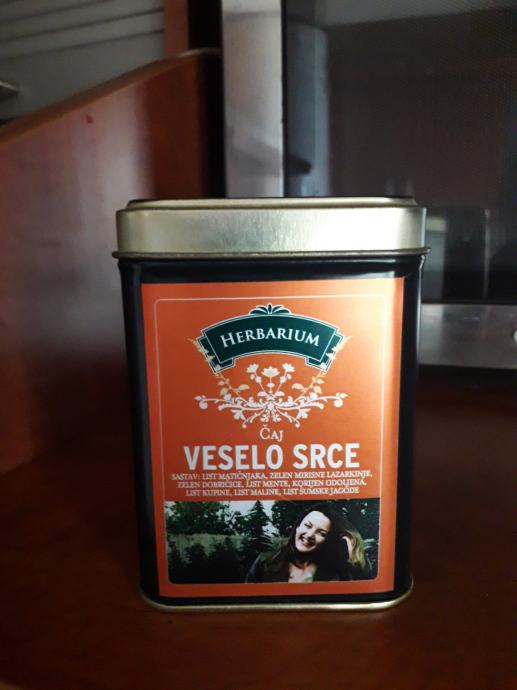 HERBARIUM
ČAJ
VESELO SRCE
SASTAV: LIST MATIČNJAKA, ZELEN MIRISNE LAZARKINJE,
ZELEN DOBRIČICE, LIST MENTE, KORIJEN ODOLJENA,
LIST KUPINE, LIST MALINE, LIST ŠUMSKE JAGODE